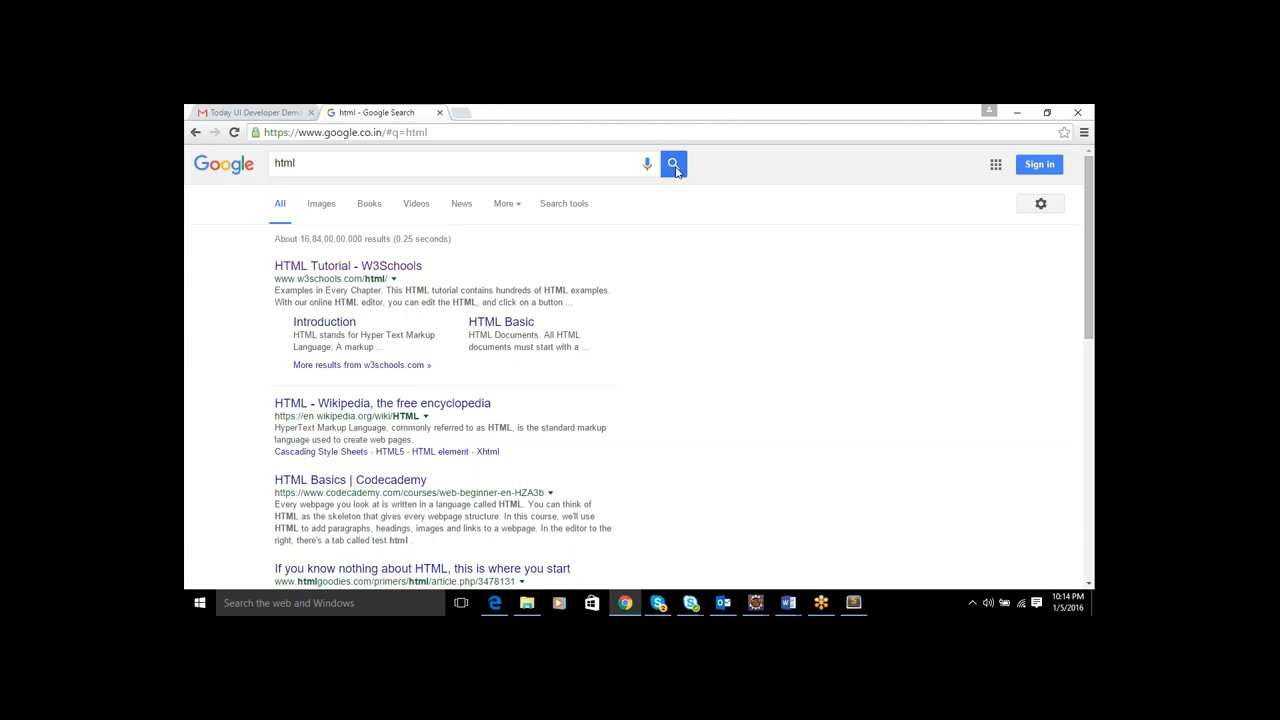 Today UI Developer Demo
html - Google Search
https://www.google.co.in/#q=html
Google
html
Sign in
All Images Books Videos News More Search tools
About 16,84,00,00,000 results (0.25 seconds)
HTML Tutorial - W3Schools
www.w3schools.com/html/
Examples in Every Chapter. This HTML tutorial contains hundreds of HTML examples.
With our online HTML editor, you can edit the HTML, and click on a button ...
Introduction
HTML stands for Hyper Text Markup
Language; A markup ...
HTML Basic
HTML Documents. All HTML
documents must start with a ...
More results from w3schools.com »
HTML - Wikipedia, the free encyclopedia
https://en.wikipedia.org/wiki/HTML
HyperText Markup Language, commonly referred to as HTML, is the standard markup
language used to create web pages.
Cascading Style Sheets - HTML5 - HTML element - Xhtml
HTML Basics | Codecademy
https://www.codecademy.com/courses/web-beginner-en-HZA3b
Every webpage you look at is written in a language called HTML. You can think of
HTML as the skeleton that gives every webpage structure. In this course, we'll use
HTML to add paragraphs, headings, images and links to a webpage. In the editor to the
right, there's a tab called test.html .
If you know nothing about HTML, this is where you start
www.htmlgoodies.com/primers/html/article.php/3478131
Search the web and Windows
10:14 PM
1/5/2016